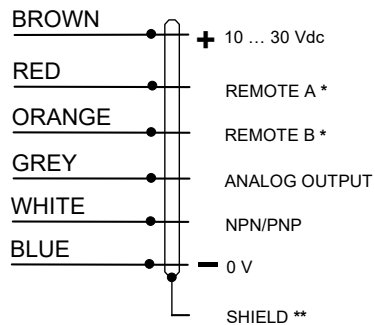 BROWN + 10 … 30 Vdc
RED REMOTE A *
ORANGE REMOTE B *
GREY ANALOG OUTPUT
WHITE NPN/PNP
BLUE − 0 V
SHIELD **